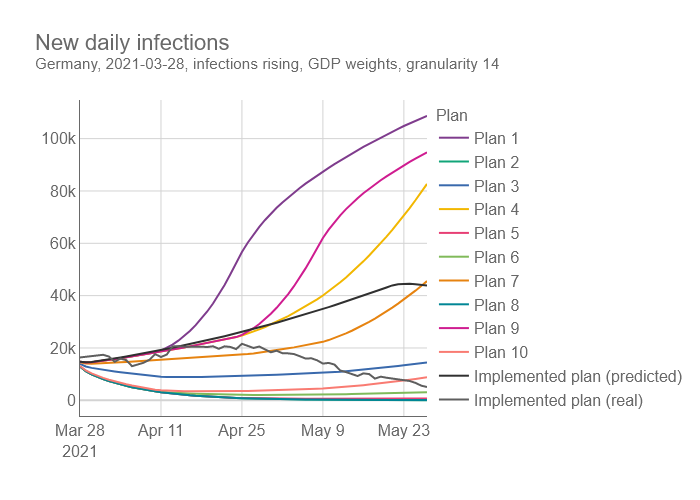 New daily infections
Germany, 2021-03-28, infections rising, GDP weights, granularity 14
Plan
100k
80k
60k
40k
20k
0
Mar 28
2021
Apr 11
Apr 25
May 9
May 23
Plan 1
Plan 2
Plan 3
Plan 4
Plan 5
Plan 6
Plan 7
Plan 8
Plan 9
Plan 10
Implemented plan (predicted)
Implemented plan (real)